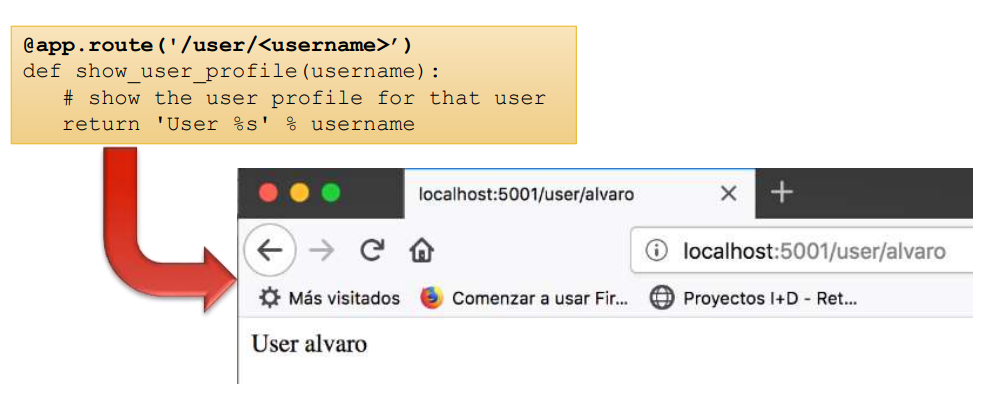 @app.route('/user/<username>’)
def show_user_profile(username):
# show the user profile for that user
return 'User %s' % username
localhost:5001/user/alvaro
localhost:5001/user/alvaro
Más visitados Comenzar a usar Fir... Proyectos I+D - Ret...
User alvaro